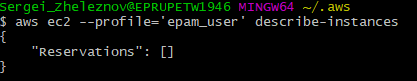 Sergei_Zheleznov@EPRUPETW1946 MINGW64 ~/.aws
$ aws ec2 --profile='epam_user' describe-instances
{
    "Reservations": []
}